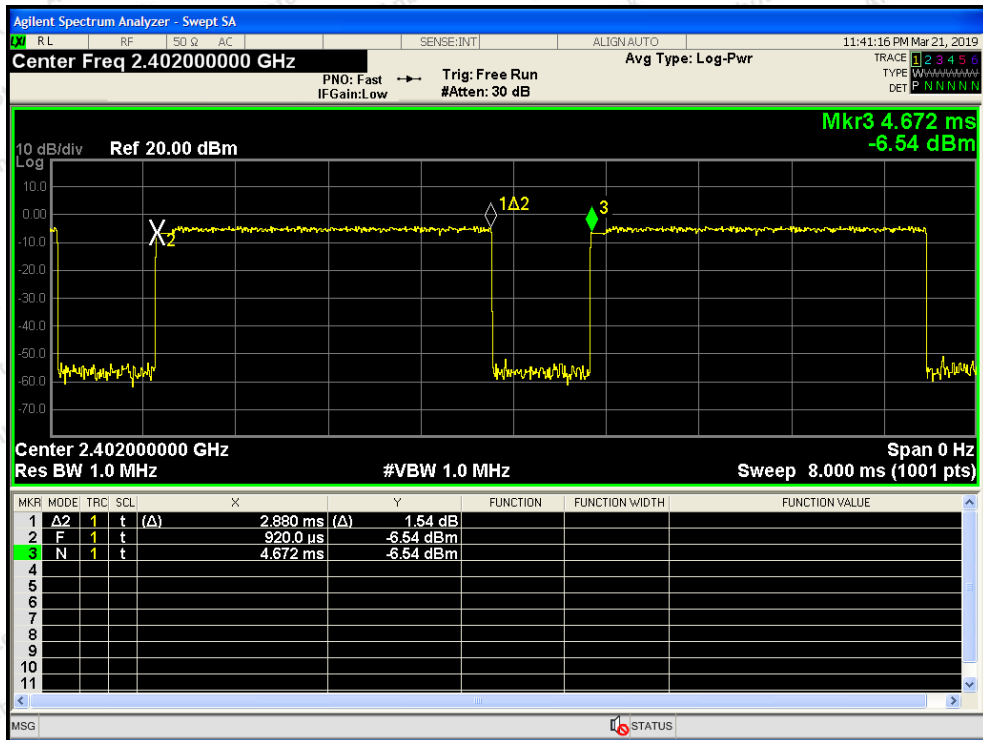 Agilent Spectrum Analyzer - Swept SA
LXI RL RF 50 Ω AC SENSE:INT ALIGN AUTO 11:41:16 PM Mar 21, 2019
Center Freq 2.402000000 GHz Avg Type: Log-Pwr TRACE 1 2 3 4 5 6
PNO: Fast Trig: Free Run TYPE WWWWWW
IFGain:Low #Atten: 30 dB DET P N N N N N
Mkr3 4.672 ms
10 dB/div Ref 20.00 dBm -6.54 dBm
Log
10.0
1Δ2
3
0.00
2
-10.0
-20.0
-30.0
-40.0
-50.0
-60.0
-70.0
Center 2.402000000 GHz Span 0 Hz
Res BW 1.0 MHz #VBW 1.0 MHz Sweep 8.000 ms (1001 pts)
MKR MODE TRC SCL X Y FUNCTION FUNCTION WIDTH FUNCTION VALUE
1 Δ2 1 t (Δ) 2.880 ms (Δ) 1.54 dB
2 F 1 t 920.0 µs -6.54 dBm
3 N 1 t 4.672 ms -6.54 dBm
4
5
6
7
8
9
10
11
MSG STATUS